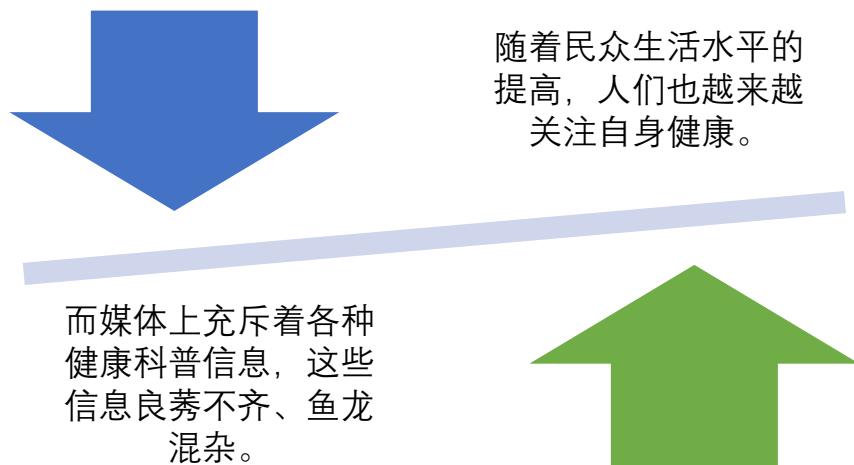 随着民众生活水平的
提高，人们也越来越
关注自身健康。
而媒体上充斥着各种
健康科普信息，这些
信息良莠不齐、鱼龙
混杂。